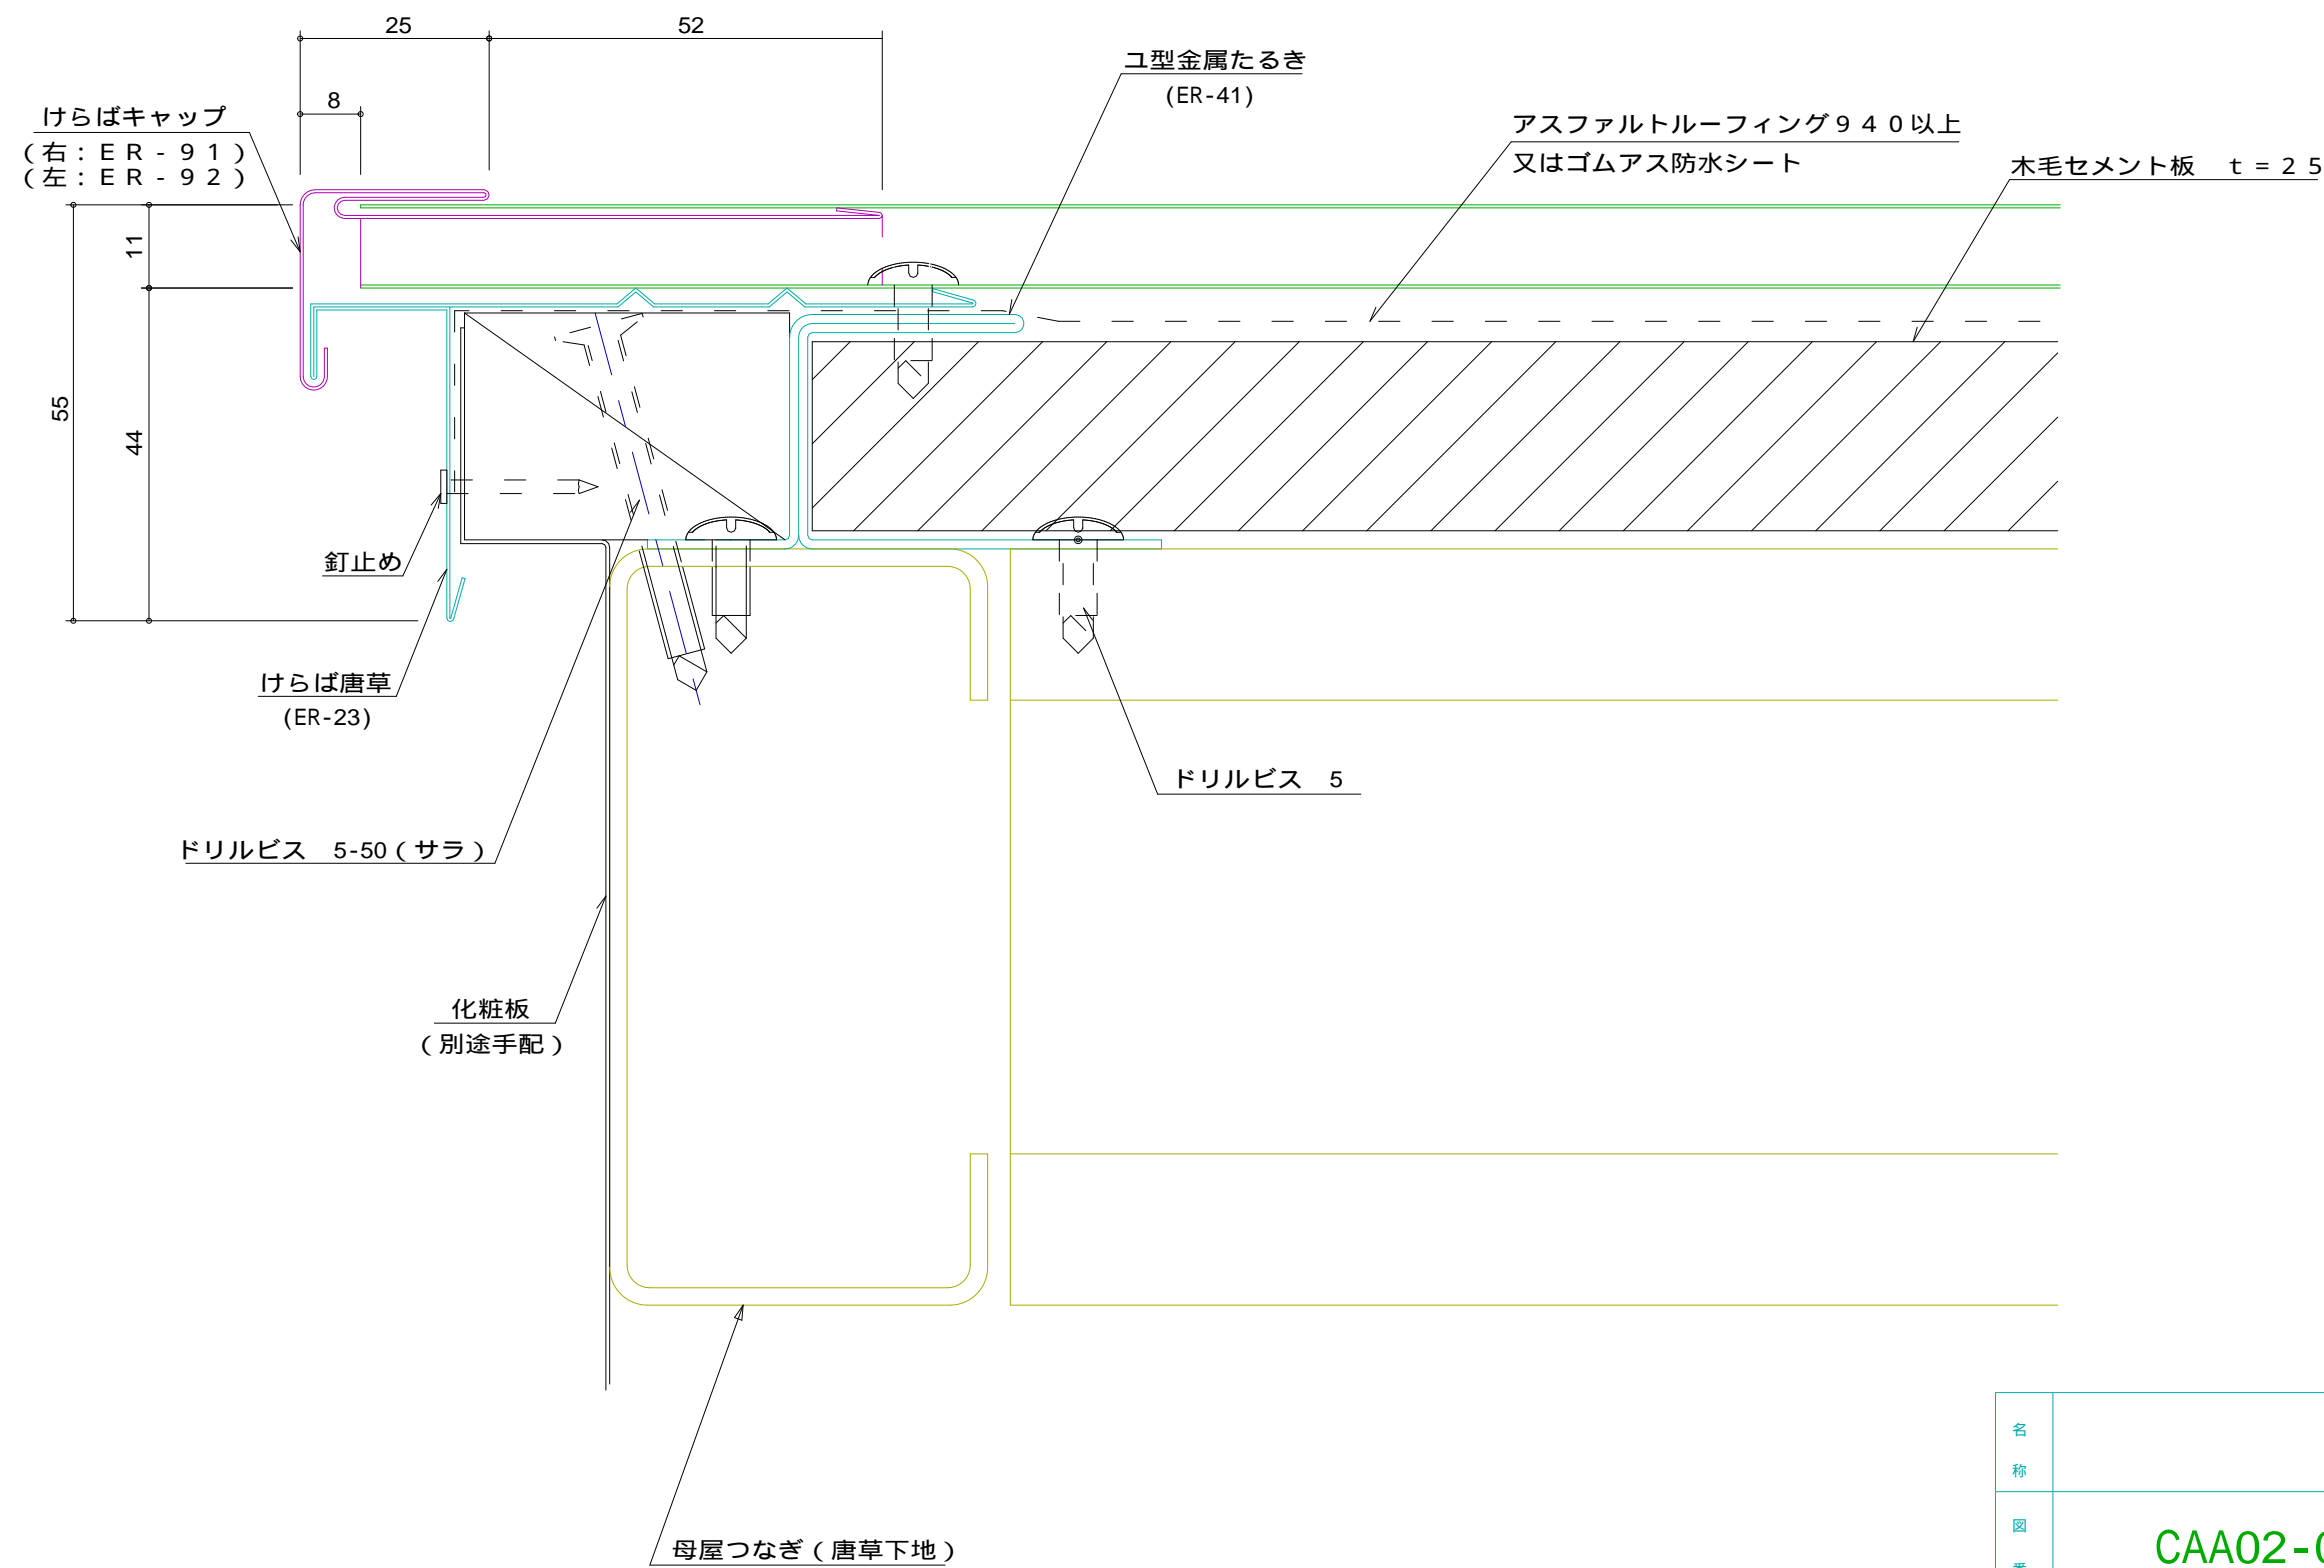 25
52
8
ユ型金属たるき
(ER-41)
けらばキャップ
(右:ER-91)
(左:ER-92)
アスファルトルーフィング940以上
又はゴムアス防水シート
木毛セメント板 t=25
11
55
44
釘止め
けらば唐草
(ER-23)
ドリルビス 5
ドリルビス 5-50(サラ)
化粧板
(別途手配)
母屋つなぎ(唐草下地)
名
称
図
CAA02-